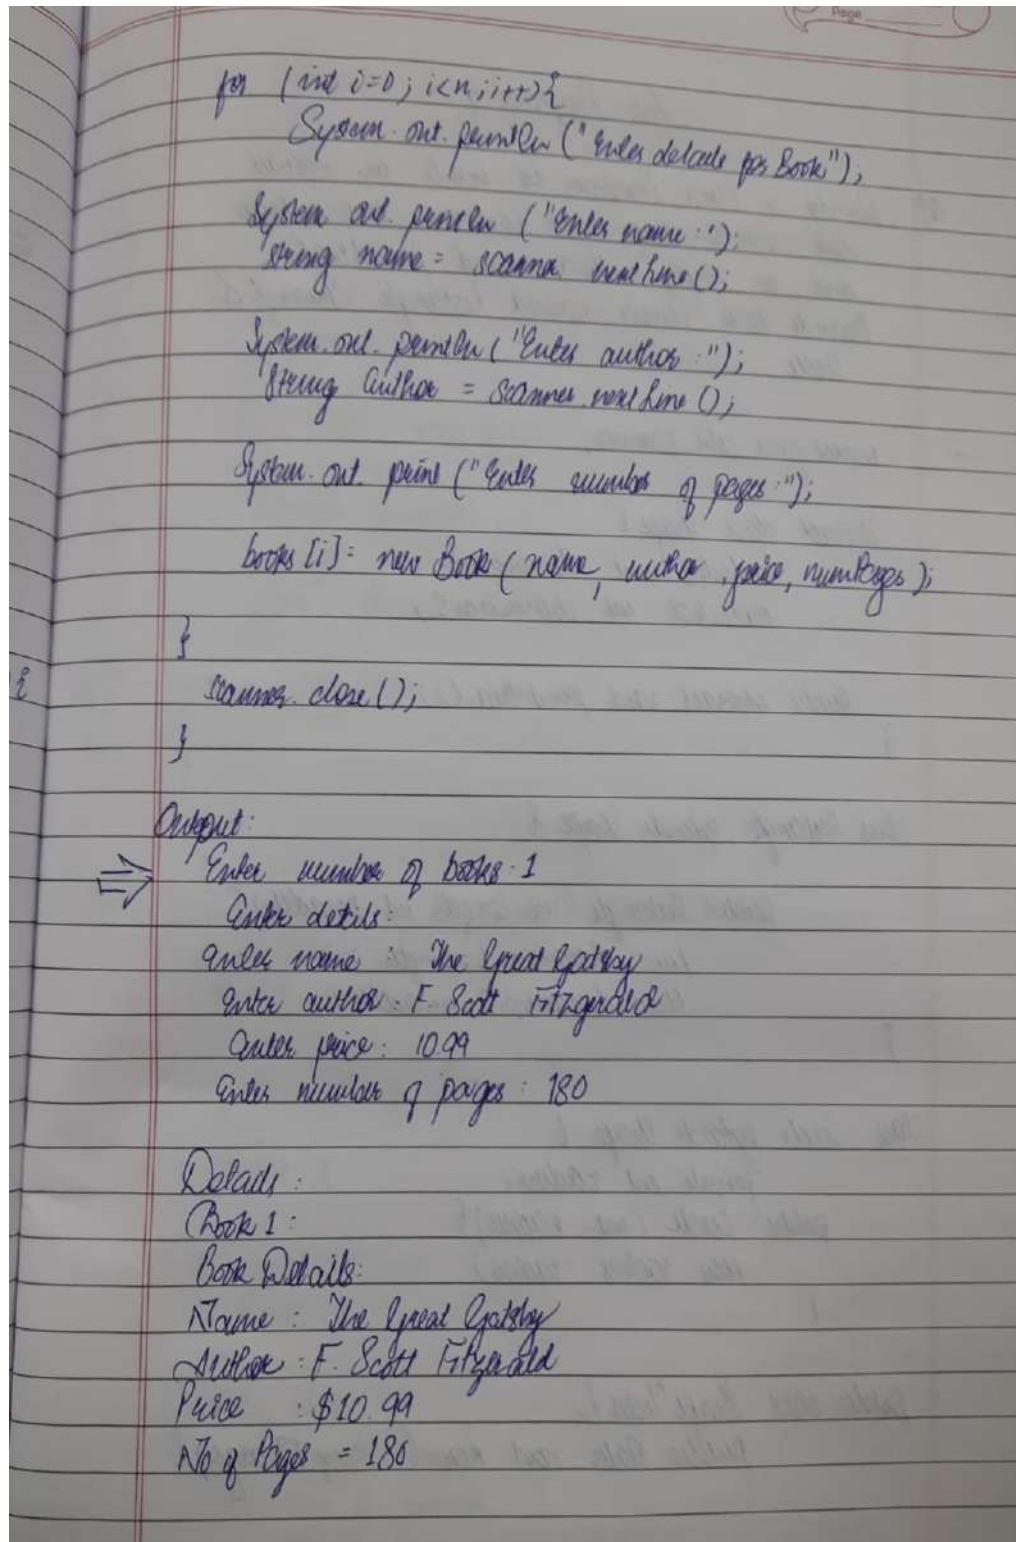 Page
for (int i=0; i<n; i++){
System.out.println ("Enter details for Book");
System out. println ("Enter name:");
String name = scanner nextLine();
System.out.println ("Enter author:");
String author = scanner.nextLine();
System.out.print ("Enter number of pages:");
books [i] = new Book (name, author, price, numPages);
}
{
scanner.close();
}
Output:
Enter number of books: 1
Enter detils:
Enter name: The Great Gatsby
Enter author: F. Scott Fitzgerald
Enter price: 10.99
Enter number of pages: 180
Details:
Book 1:
Book Details:
Name: The Great Gatsby
Author: F. Scott Fitzgerald
Price : $10.99
No of Pages = 180